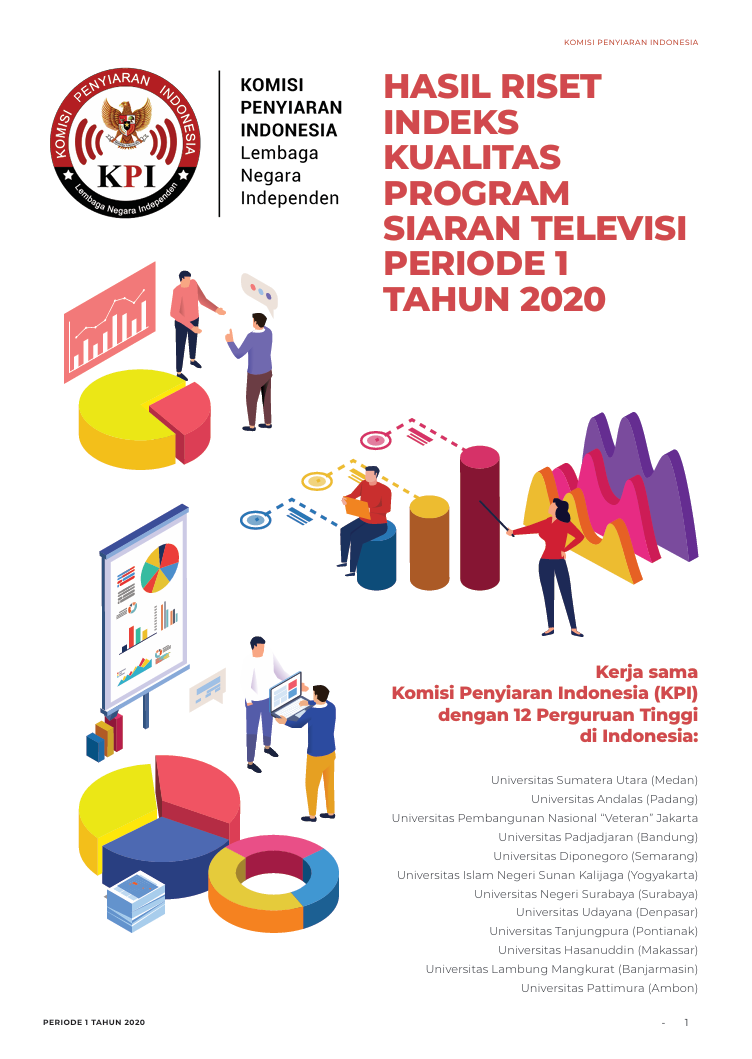 KOMISI PENYIARAN INDONESIA
KOMISI PENYIARAN INDONESIA
KPI
Lembaga Negara Independen
KOMISI
PENYIARAN
INDONESIA
Lembaga
Negara
Independen
HASIL RISET
INDEKS
KUALITAS
PROGRAM
SIARAN TELEVISI
PERIODE 1
TAHUN 2020
Kerja sama
Komisi Penyiaran Indonesia (KPI)
dengan 12 Perguruan Tinggi
di Indonesia:
Universitas Sumatera Utara (Medan)
Universitas Andalas (Padang)
Universitas Pembangunan Nasional “Veteran” Jakarta
Universitas Padjadjaran (Bandung)
Universitas Diponegoro (Semarang)
Universitas Islam Negeri Sunan Kalijaga (Yogyakarta)
Universitas Negeri Surabaya (Surabaya)
Universitas Udayana (Denpasar)
Universitas Tanjungpura (Pontianak)
Universitas Hasanuddin (Makassar)
Universitas Lambung Mangkurat (Banjarmasin)
Universitas Pattimura (Ambon)
PERIODE 1 TAHUN 2020
- 1